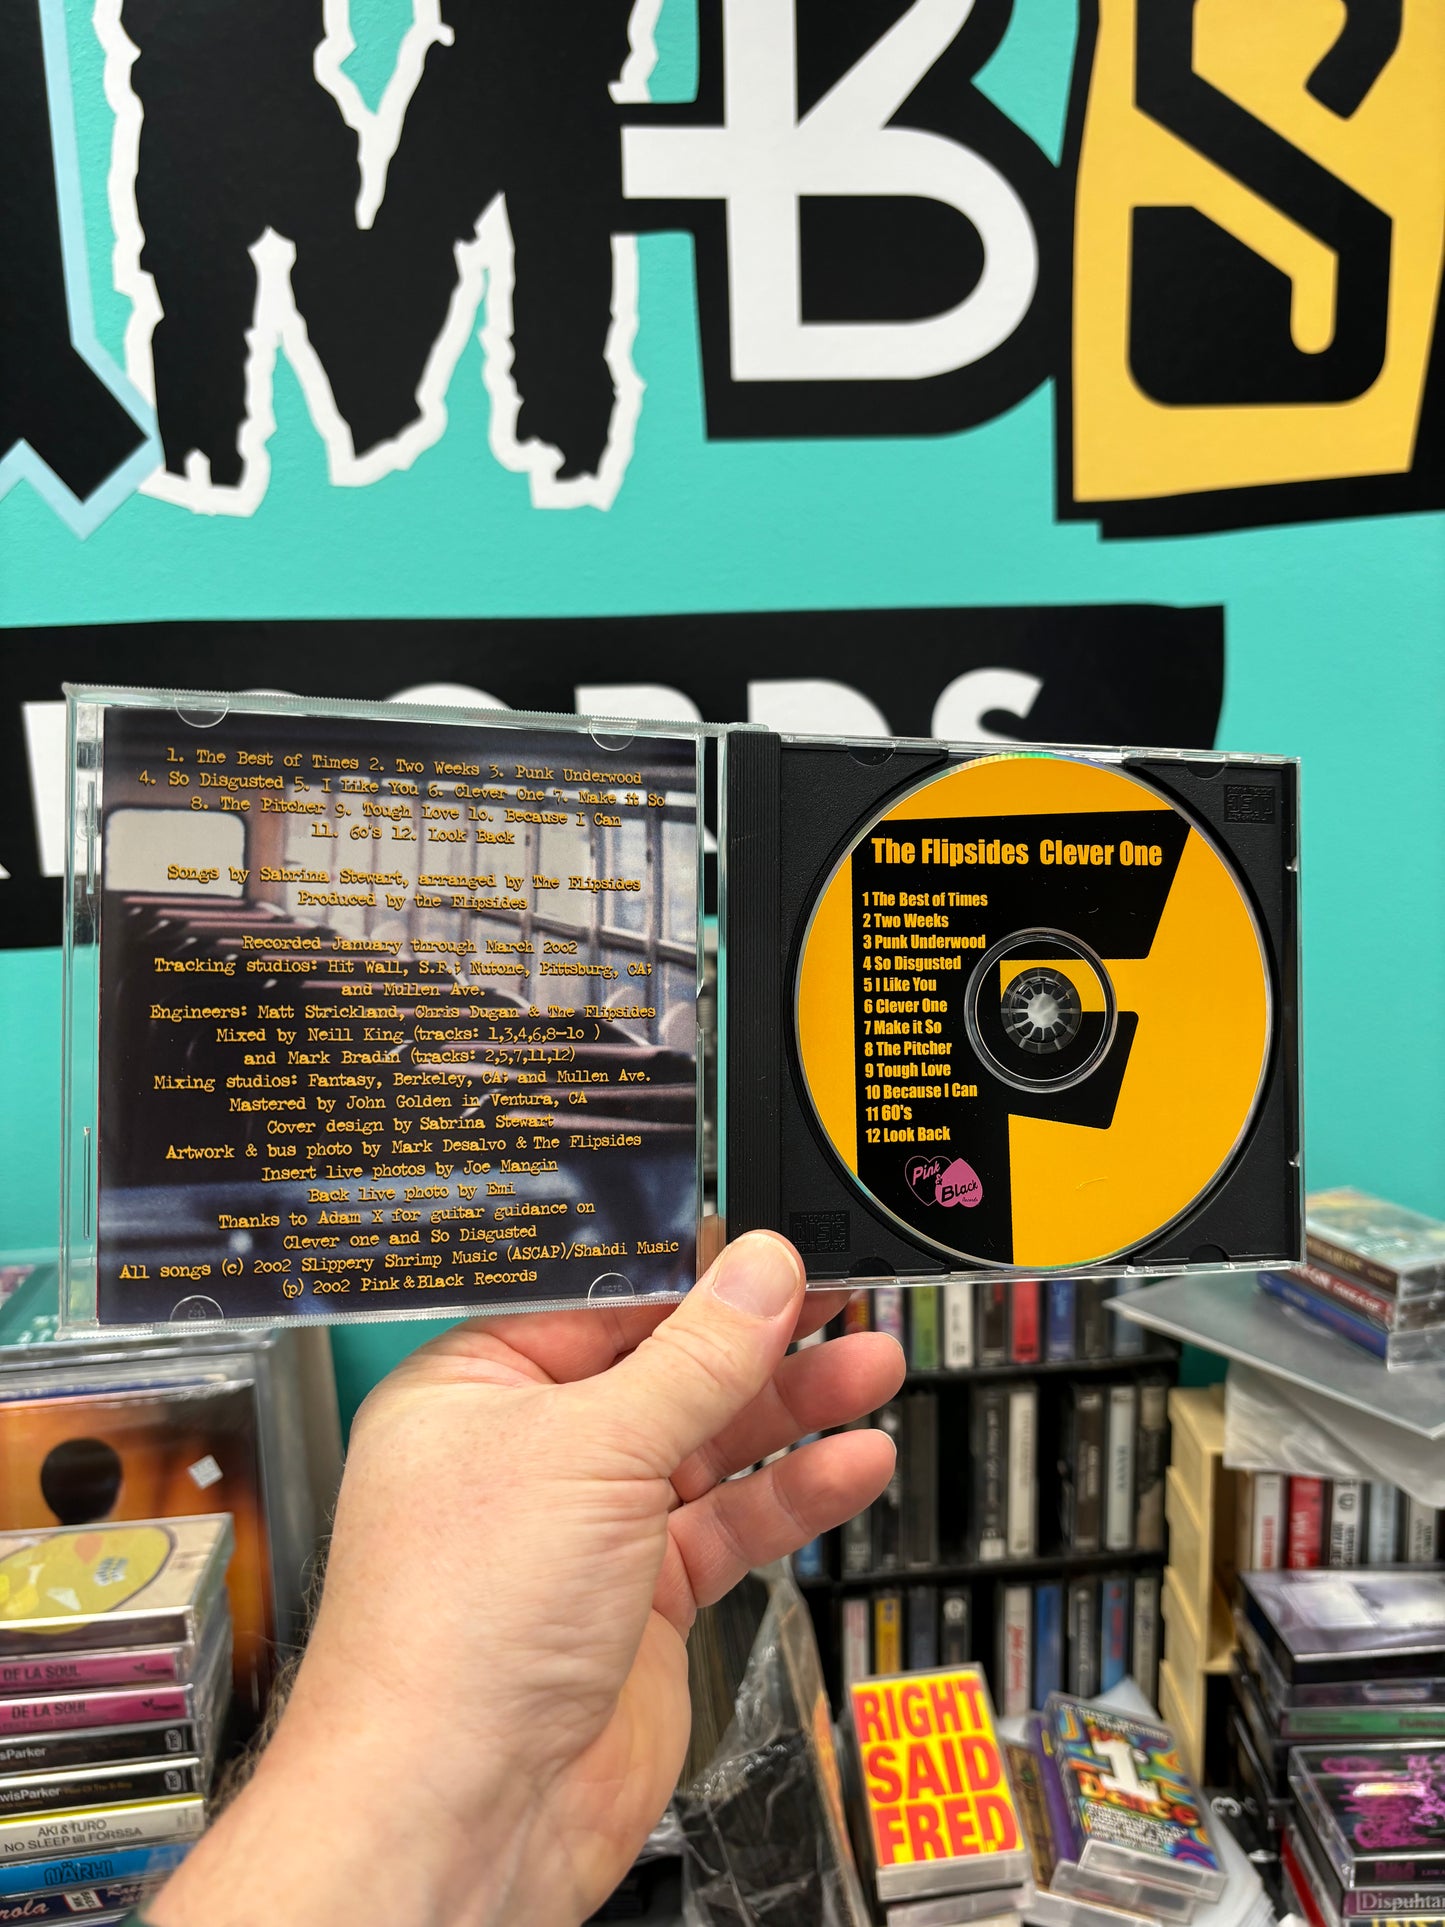 MBS
RECORDS
1. The Best of Times 2. Two Weeks 3. Punk Underwood
4. So Disgusted 5. I Like You 6. Clever One 7. Make it So
8. The Pitcher 9. Tough Love 10. Because I Can
11. 60's 12. Look Back
Songs by Sabrina Stewart, arranged by The Flipsides
Produced by the Flipsides
Recorded January through March 2002
Tracking studios: Hit Wall, S.F.; Nutone, Pittsburg, CA;
and Mullen Ave.
Engineers: Matt Strickland, Chris Dugan & The Flipsides
Mixed by Neill King (tracks: 1,3,4,6,8-10 )
and Mark Bradin (tracks: 2,5,7,11,12)
Mixing studios: Fantasy, Berkeley, CA; and Mullen Ave.
Mastered by John Golden in Ventura, CA
Cover design by Sabrina Stewart
Artwork & bus photo by Mark Desalvo & The Flipsides
Insert live photos by Joe Mangin
Back live photo by Emi
Thanks to Adam X for guitar guidance on
Clever one and So Disgusted
All songs (c) 2002 Slippery Shrimp Music (ASCAP)/Shahdi Music
(p) 2002 Pink & Black Records
The Flipsides Clever One
1 The Best of Times
2 Two Weeks
3 Punk Underwood
4 So Disgusted
5 I Like You
6 Clever One
7 Make it So
8 The Pitcher
9 Tough Love
10 Because I Can
11 60's
12 Look Back
Pink
&
Black
Records
DE LA SOUL
DE LA SOUL
AKI & TURO
NO SLEEP till FORSSA
NÄRHI
RIGHT
SAID
FRED
1
Dance